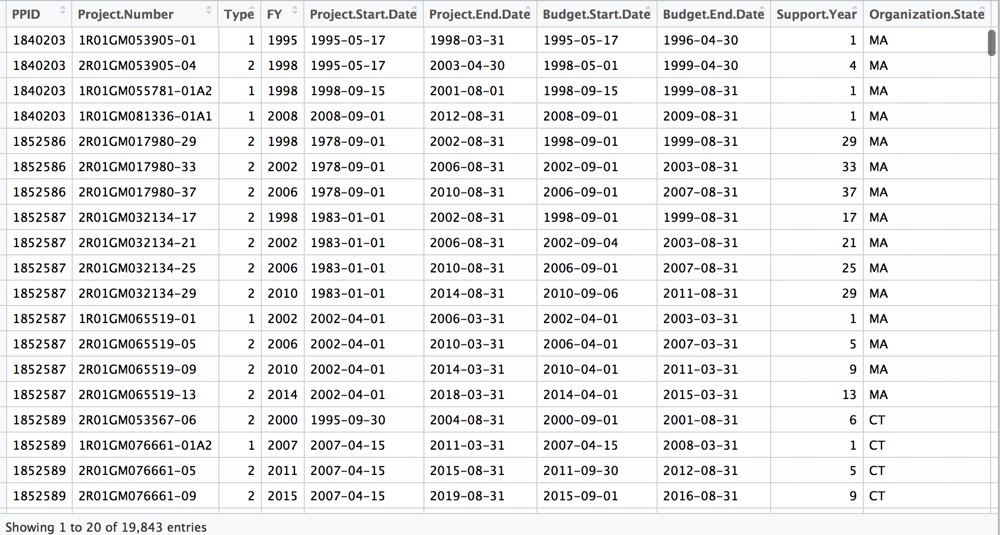 PPID Project.Number Type FY Project.Start.Date Project.End.Date Budget.Start.Date Budget.End.Date Support.Year Organization.State
1840203 1R01GM053905-01 1 1995 1995-05-17 1998-03-31 1995-05-17 1996-04-30 1 MA
1840203 2R01GM053905-04 2 1998 1995-05-17 2003-04-30 1998-05-01 1999-04-30 4 MA
1840203 1R01GM055781-01A2 1 1998 1998-09-15 2001-08-01 1998-09-15 1999-08-31 1 MA
1840203 1R01GM081336-01A1 1 2008 2008-09-01 2012-08-31 2008-09-01 2009-08-31 1 MA
1852586 2R01GM017980-29 2 1998 1978-09-01 2002-08-31 1998-09-01 1999-08-31 29 MA
1852586 2R01GM017980-33 2 2002 1978-09-01 2006-08-31 2002-09-01 2003-08-31 33 MA
1852586 2R01GM017980-37 2 2006 1978-09-01 2010-08-31 2006-09-01 2007-08-31 37 MA
1852587 2R01GM032134-17 2 1998 1983-01-01 2002-08-31 1998-09-01 1999-08-31 17 MA
1852587 2R01GM032134-21 2 2002 1983-01-01 2006-08-31 2002-09-04 2003-08-31 21 MA
1852587 2R01GM032134-25 2 2006 1983-01-01 2010-08-31 2006-09-01 2007-08-31 25 MA
1852587 2R01GM032134-29 2 2010 1983-01-01 2014-08-31 2010-09-06 2011-08-31 29 MA
1852587 1R01GM065519-01 1 2002 2002-04-01 2006-03-31 2002-04-01 2003-03-31 1 MA
1852587 2R01GM065519-05 2 2006 2002-04-01 2010-03-31 2006-04-01 2007-03-31 5 MA
1852587 2R01GM065519-09 2 2010 2002-04-01 2014-03-31 2010-04-01 2011-03-31 9 MA
1852587 2R01GM065519-13 2 2014 2002-04-01 2018-03-31 2014-04-01 2015-03-31 13 MA
1852589 2R01GM053567-06 2 2000 1995-09-30 2004-08-31 2000-09-01 2001-08-31 6 CT
1852589 1R01GM076661-01A2 1 2007 2007-04-15 2011-03-31 2007-04-15 2008-03-31 1 CT
1852589 2R01GM076661-05 2 2011 2007-04-15 2015-08-31 2011-09-30 2012-08-31 5 CT
1852589 2R01GM076661-09 2 2015 2007-04-15 2019-08-31 2015-09-01 2016-08-31 9 CT
Showing 1 to 20 of 19,843 entries